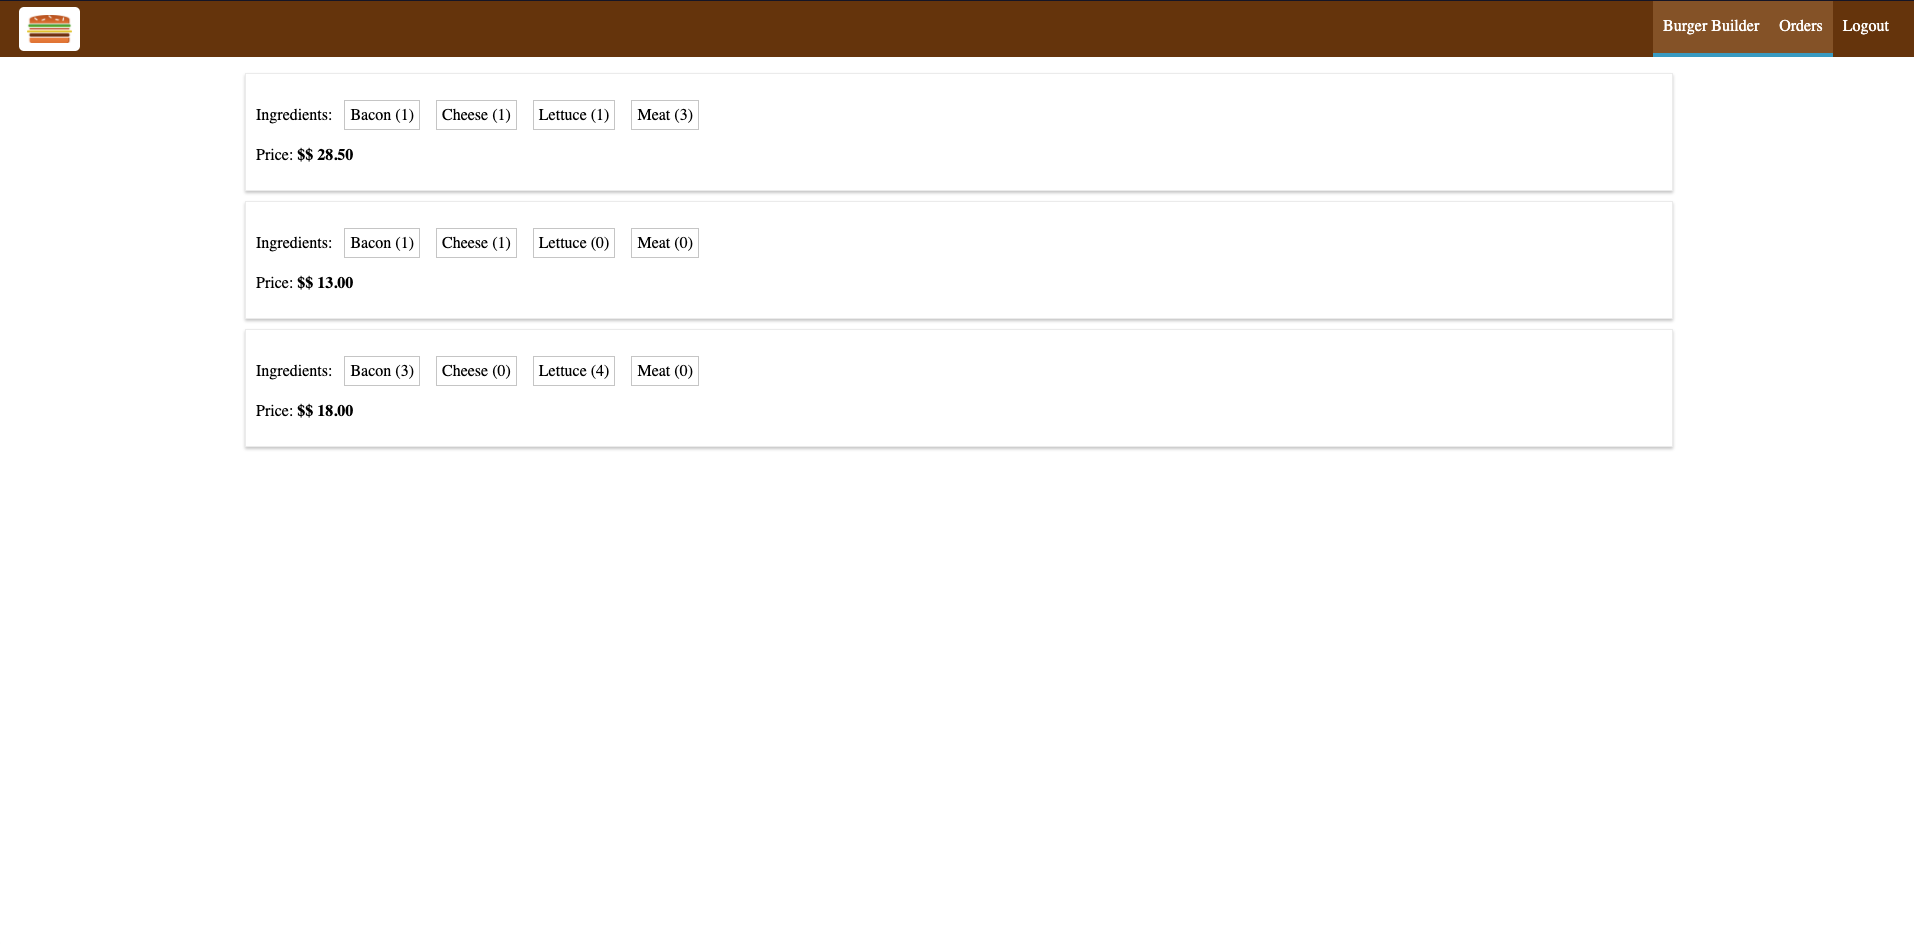 Burger Builder Orders Logout
Ingredients: Bacon (1) Cheese (1) Lettuce (1) Meat (3)
Price: $$ 28.50
Ingredients: Bacon (1) Cheese (1) Lettuce (0) Meat (0)
Price: $$ 13.00
Ingredients: Bacon (3) Cheese (0) Lettuce (4) Meat (0)
Price: $$ 18.00